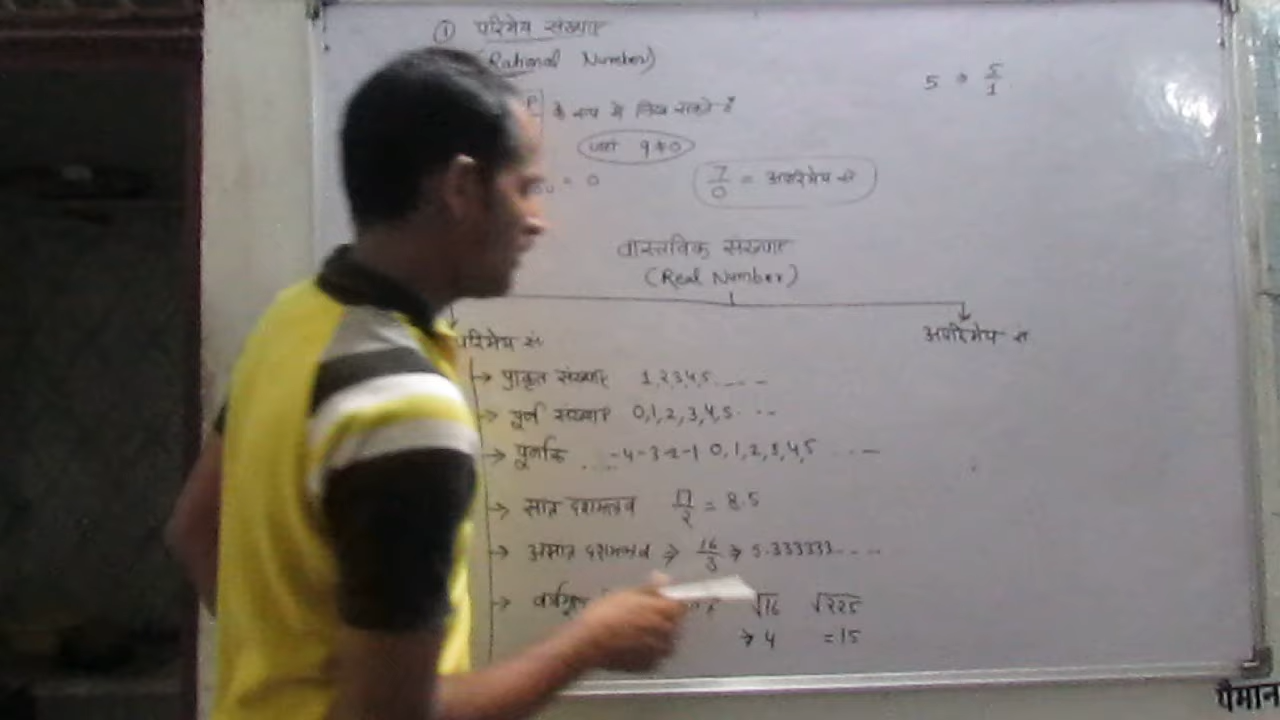 ① परिमेय संख्या
(Rational Number)
5 → 5/1
P के रूप में लिख सकते हैं
जहां q ≠ 0
= 0
7/0 = अपरिमेय सं
वास्तविक संख्या
(Real Number)
परिमेय सं
अपरिमेय सं
→ प्राकृत संख्या 1,2,3,4,5 . . . .
→ पूर्ण संख्या 0,1,2,3,4,5 . . .
→ पूर्णांक .... -4-3-2-1 0,1,2,3,4,5 . . . .
→ सान्त दशमलव 17/2 = 8.5
→ असान्त दशमलव → 16/3 → 5.333333....
→ √16 √225
→ 4 = 15
पैमान